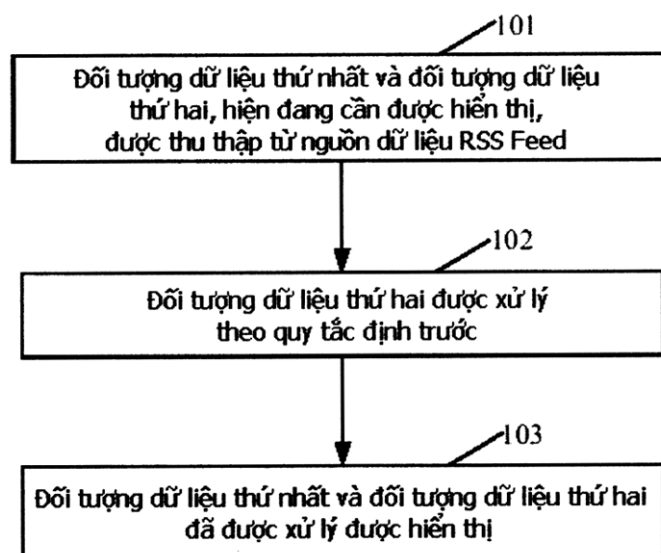 101
Đối tượng dữ liệu thứ nhất và đối tượng dữ liệu
thứ hai, hiện đang cần được hiển thị,
được thu thập từ nguồn dữ liệu RSS Feed
102
Đối tượng dữ liệu thứ hai được xử lý
theo quy tắc định trước
103
Đối tượng dữ liệu thứ nhất và đối tượng dữ liệu thứ hai
đã được xử lý được hiển thị